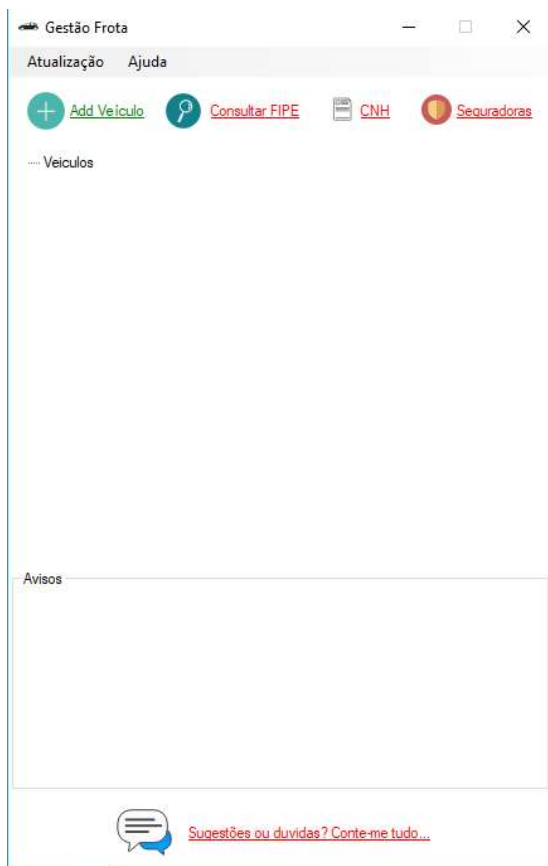 Gestão Frota
Atualização Ajuda
Add Veiculo Consultar FIPE CNH Seguradoras
Veiculos
Avisos
Sugestões ou duvidas? Conte-me tudo...